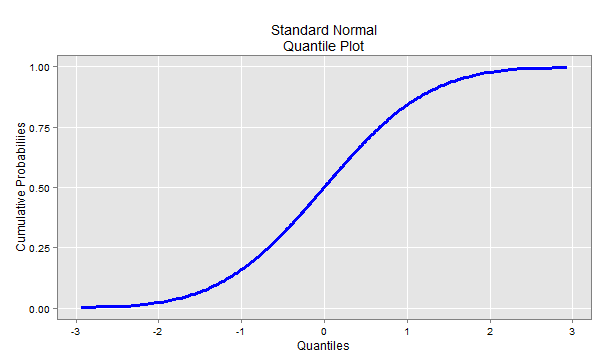 Standard Normal
Quantile Plot
Cumulative Probabiliies
1.00
0.75
0.50
0.25
0.00
-3 -2 -1 0 1 2 3
Quantiles